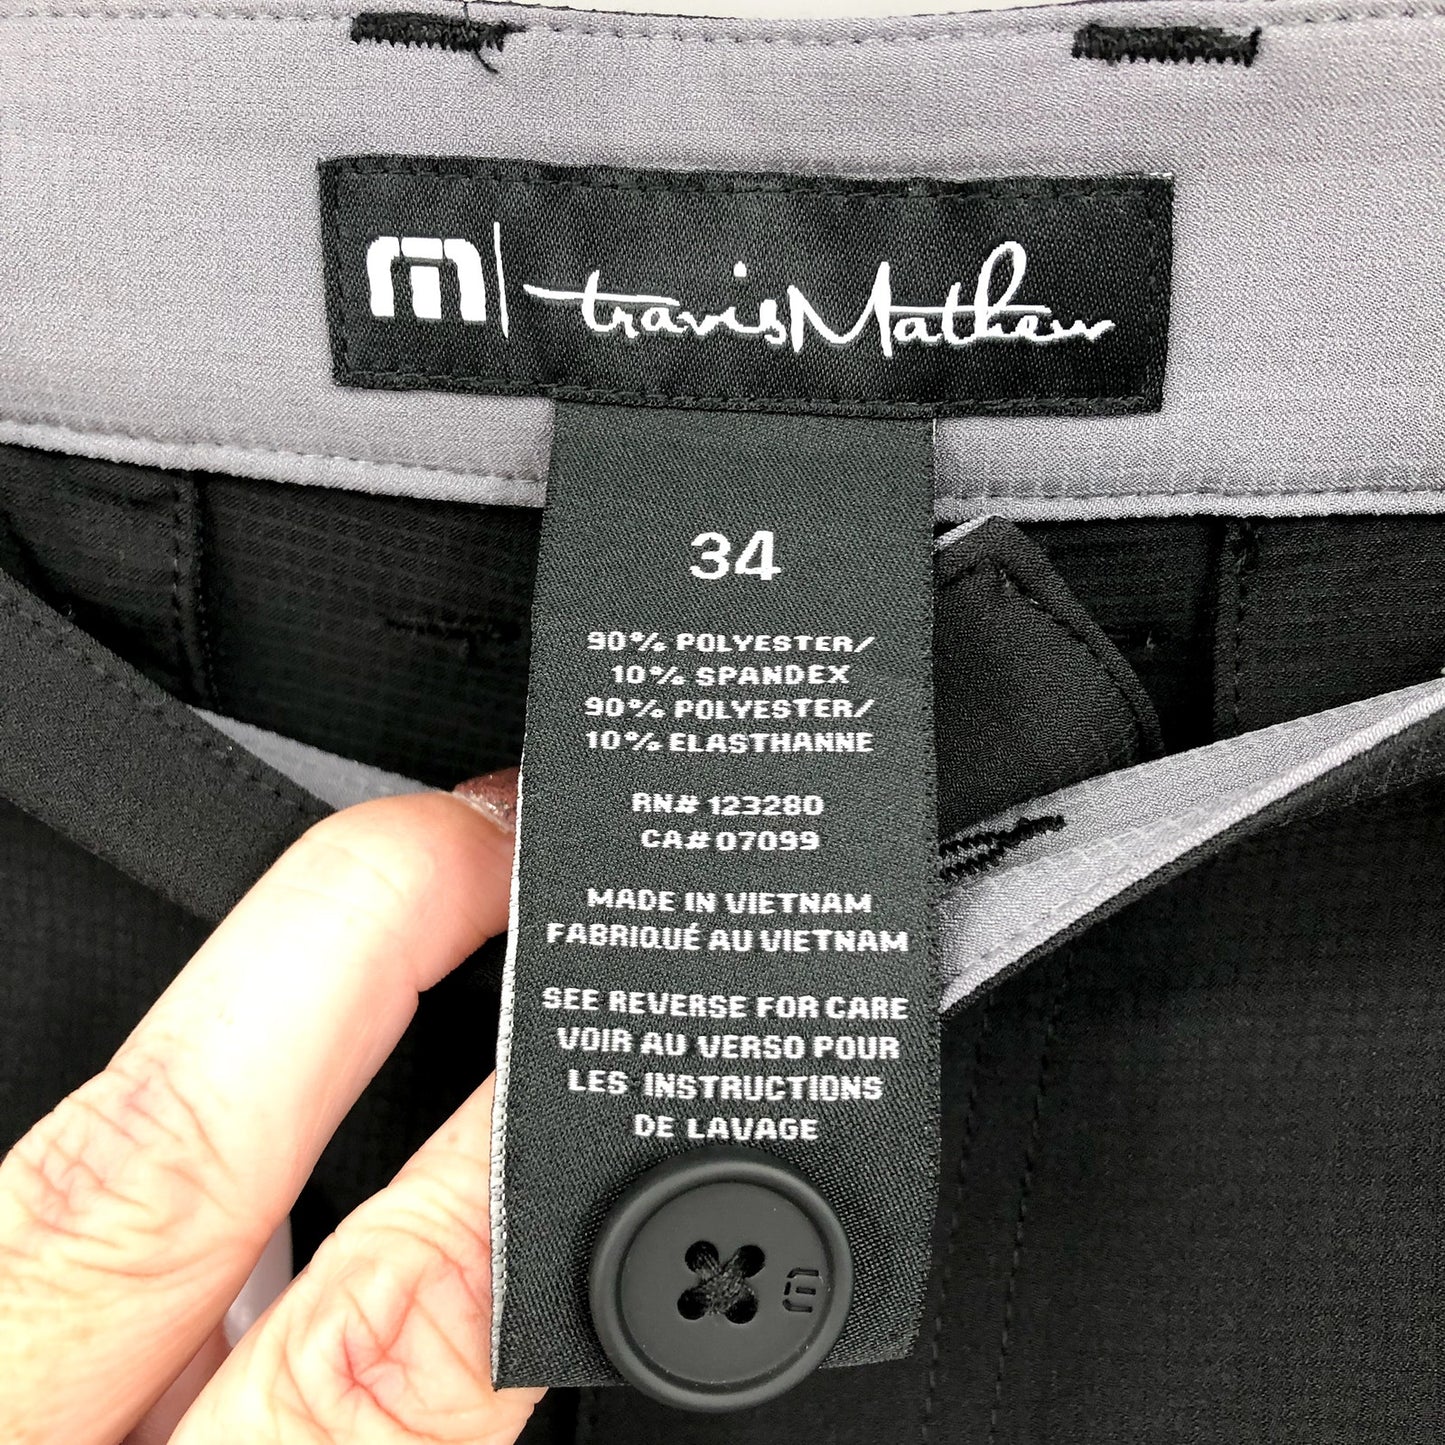 travisMathew
34
90% POLYESTER/
10% SPANDEX
90% POLYESTER/
10% ELASTHANNE
RN# 123280
CA# 07099
MADE IN VIETNAM
FABRIQUÉ AU VIETNAM
SEE REVERSE FOR CARE
VOIR AU VERSO POUR
LES INSTRUCTIONS
DE LAVAGE